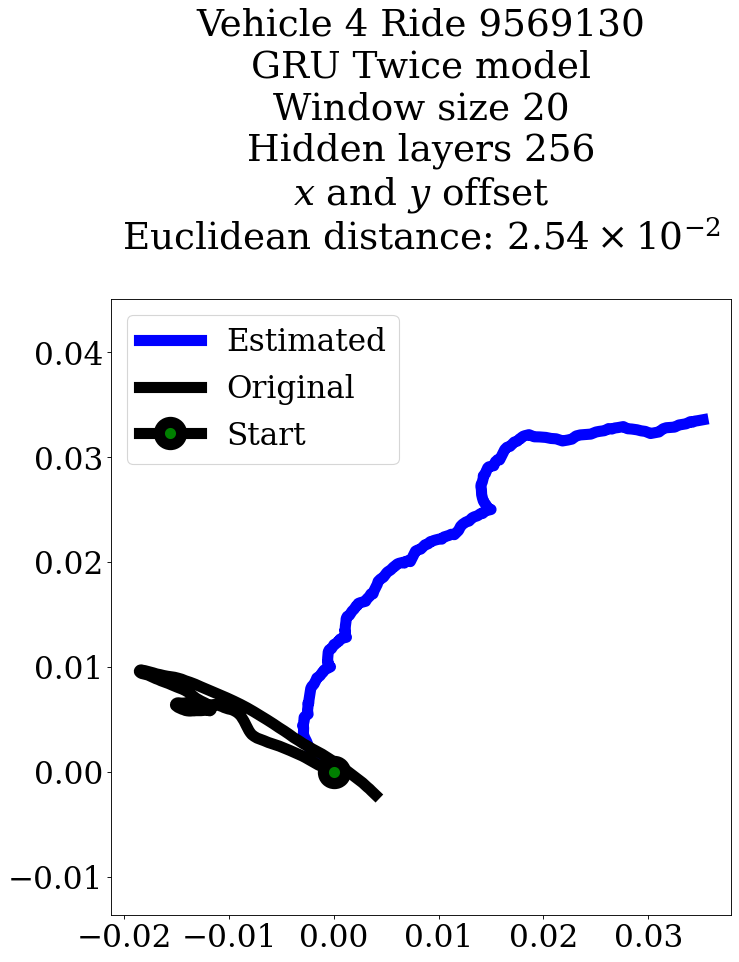 Vehicle 4 Ride 9569130
GRU Twice model
Window size 20
Hidden layers 256
x and y offset
Euclidean distance: 2.54 × 10⁻²
Estimated
Original
Start
0.04
0.03
0.02
0.01
0.00
−0.01
−0.02 −0.01 0.00 0.01 0.02 0.03